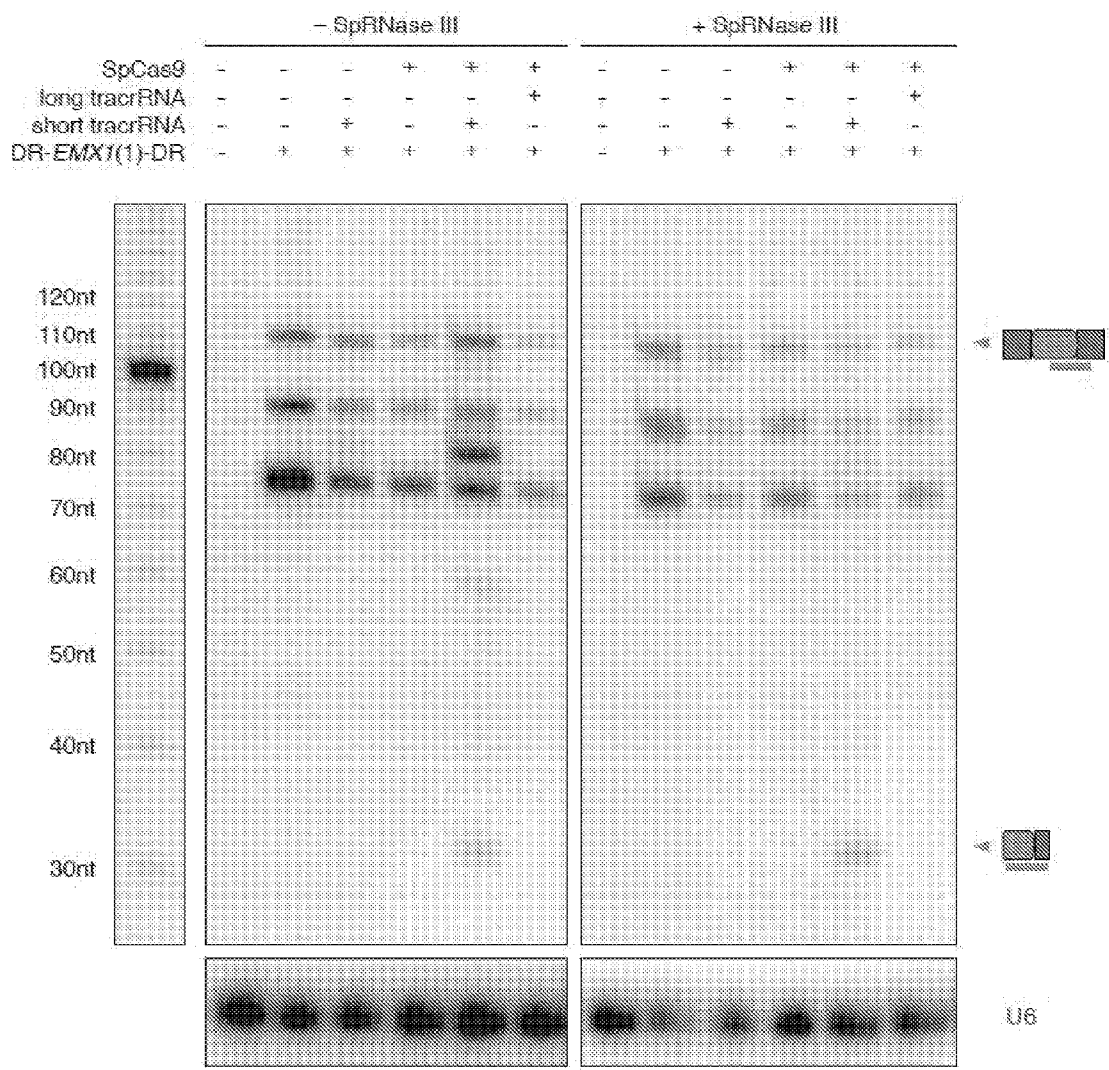 – SpRNase III + SpRNase III
SpCas9 - - - + + + - - - + + +
long tracrRNA - - - - - + - - - - - +
short tracrRNA - - + - + - - - + - + -
DR-EMX1(1)-DR - + + + + + - + + + + +
120nt
110nt
100nt
90nt
80nt
70nt
60nt
50nt
40nt
30nt
U6